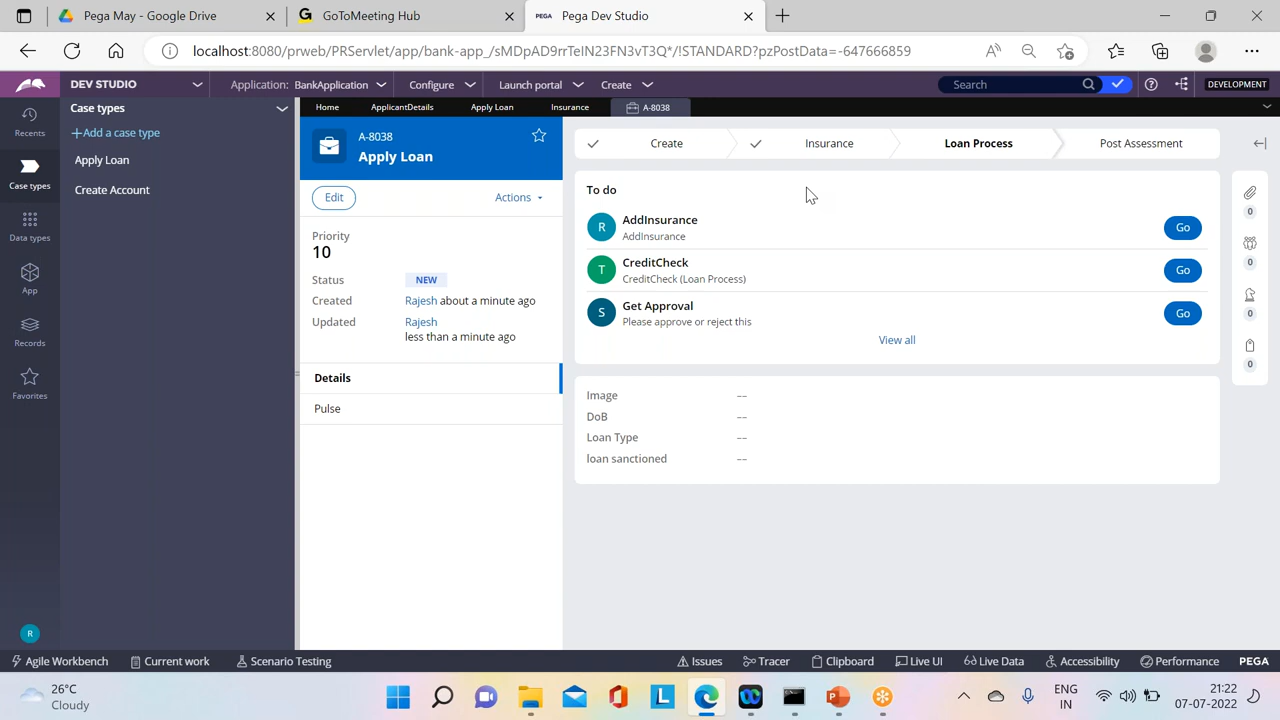 Pega May - Google Drive
GoToMeeting Hub
PEGA
Pega Dev Studio
localhost:8080/prweb/PRServlet/app/bank-app_/sMDpAD9rrTeIN23FN3vT3Q*/!STANDARD?pzPostData=-647666859
DEV STUDIO
Application: BankApplication
Configure
Launch portal
Create
Search
DEVELOPMENT
Recents
Case types
Data types
App
Records
Favorites
R
Case types
+Add a case type
Apply Loan
Create Account
Home
ApplicantDetails
Apply Loan
Insurance
A-8038
A-8038
Apply Loan
Edit
Actions
Priority
10
Status NEW
Created Rajesh about a minute ago
Updated Rajesh
less than a minute ago
Details
Pulse
Create
Insurance
Loan Process
Post Assessment
To do
R
AddInsurance
AddInsurance
Go
T
CreditCheck
CreditCheck (Loan Process)
Go
S
Get Approval
Please approve or reject this
Go
View all
Image --
DoB --
Loan Type --
loan sanctioned --
0
0
0
0
0
Agile Workbench
Current work
Scenario Testing
Issues
Tracer
Clipboard
Live UI
Live Data
Accessibility
Performance
PEGA
26°C
Cloudy
L
ENG
IN
21:22
07-07-2022